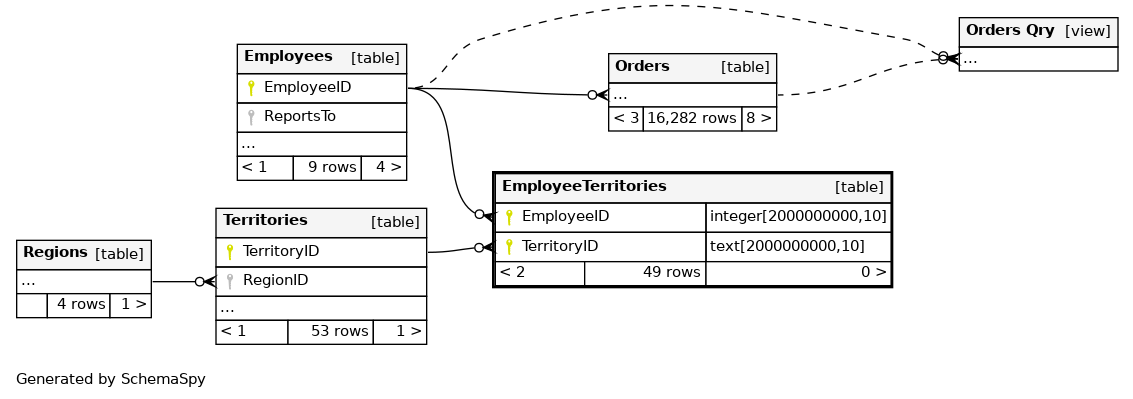 Employees [table]
EmployeeID
ReportsTo
...
< 1 9 rows 4 >
Orders [table]
...
< 3 16,282 rows 8 >
Orders Qry [view]
...
EmployeeTerritories [table]
EmployeeID integer[2000000000,10]
TerritoryID text[2000000000,10]
< 2 49 rows 0 >
Territories [table]
TerritoryID
RegionID
...
< 1 53 rows 1 >
Regions [table]
...
4 rows 1 >
Generated by SchemaSpy